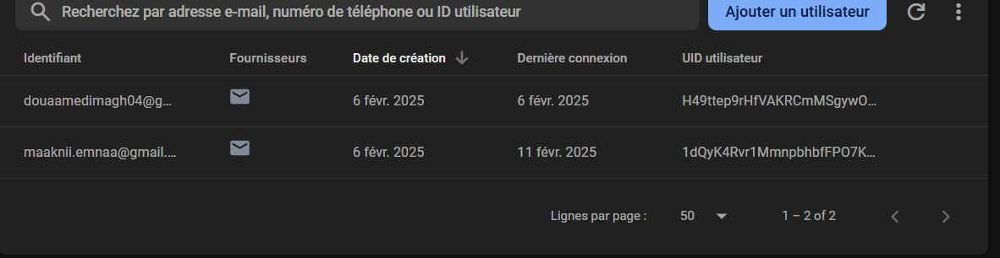 Recherchez par adresse e-mail, numéro de téléphone ou ID utilisateur
Ajouter un utilisateur
Identifiant Fournisseurs Date de création Dernière connexion UID utilisateur
douaamedimagh04@g... 6 févr. 2025 6 févr. 2025 H49ttep9rHfVAKRCmMSgywO...
maaknii.emnaa@gmail.... 6 févr. 2025 11 févr. 2025 1dQyK4Rvr1MmnpbhbfFPO7K...
Lignes par page : 50 1 – 2 of 2